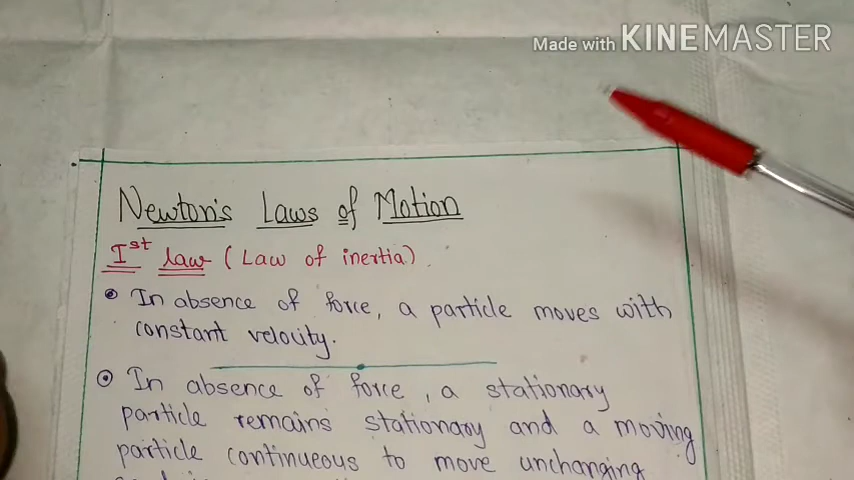 Made with KINEMASTER
Newton's Laws of Motion
Ist law (Law of inertia).
In absence of force, a particle moves with
constant velocity.
In absence of force, a stationary
particle remains stationary and a moving
particle continueous to move unchanging